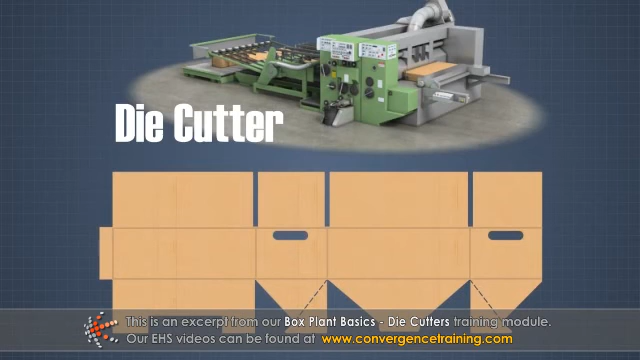 Die Cutter
This is an excerpt from our Box Plant Basics - Die Cutters training module.
Our EHS videos can be found at www.convergencetraining.com